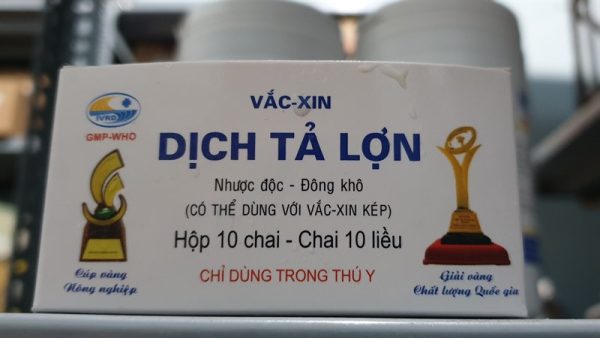 VẮC-XIN
IVRD
GMP-WHO
DỊCH TẢ LỢN
Nhược độc - Đông khô
(CÓ THỂ DÙNG VỚI VẮC-XIN KÉP)
Hộp 10 chai - Chai 10 liều
CHỈ DÙNG TRONG THÚ Y
Cúp vàng
Nông nghiệp
Giải vàng
Chất lượng Quốc gia